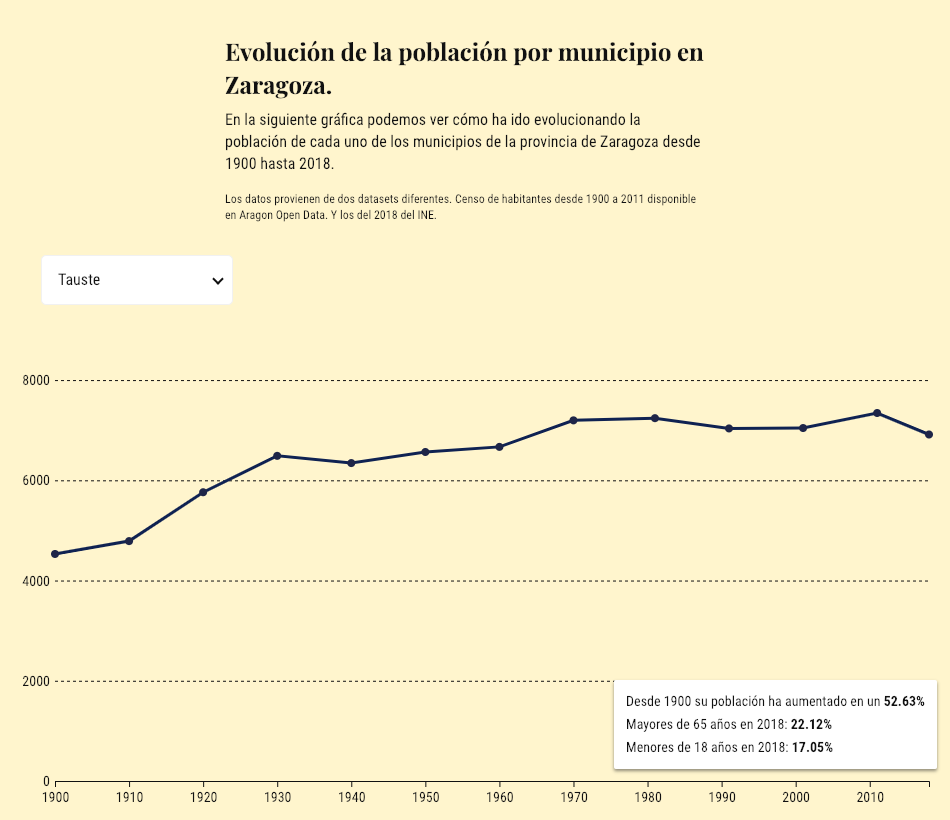 Evolución de la población por municipio en
Zaragoza.
En la siguiente gráfica podemos ver cómo ha ido evolucionando la
población de cada uno de los municipios de la provincia de Zaragoza desde
1900 hasta 2018.
Los datos provienen de dos datasets diferentes. Censo de habitantes desde 1900 a 2011 disponible
en Aragon Open Data. Y los del 2018 del INE.
Tauste
8000
6000
4000
2000
Desde 1900 su población ha aumentado en un 52.63%
Mayores de 65 años en 2018: 22.12%
Menores de 18 años en 2018: 17.05%
0
1900 1910 1920 1930 1940 1950 1960 1970 1980 1990 2000 2010